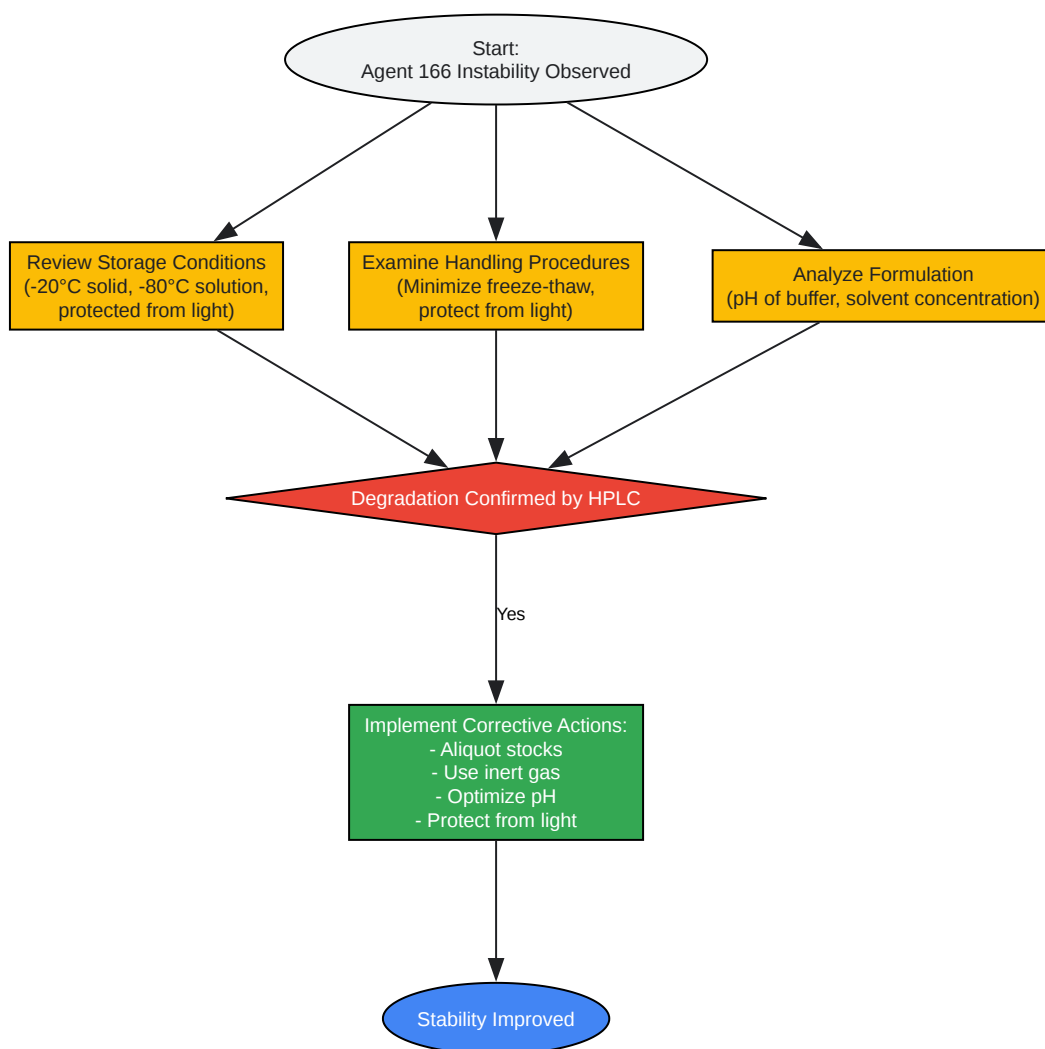 Start:
Agent 166 Instability Observed
Review Storage Conditions
(-20°C solid, -80°C solution,
protected from light)
Examine Handling Procedures
(Minimize freeze-thaw,
protect from light)
Analyze Formulation
(pH of buffer, solvent concentration)
Degradation Confirmed by HPLC
Yes
Implement Corrective Actions:
- Aliquot stocks
- Use inert gas
- Optimize pH
- Protect from light
Stability Improved